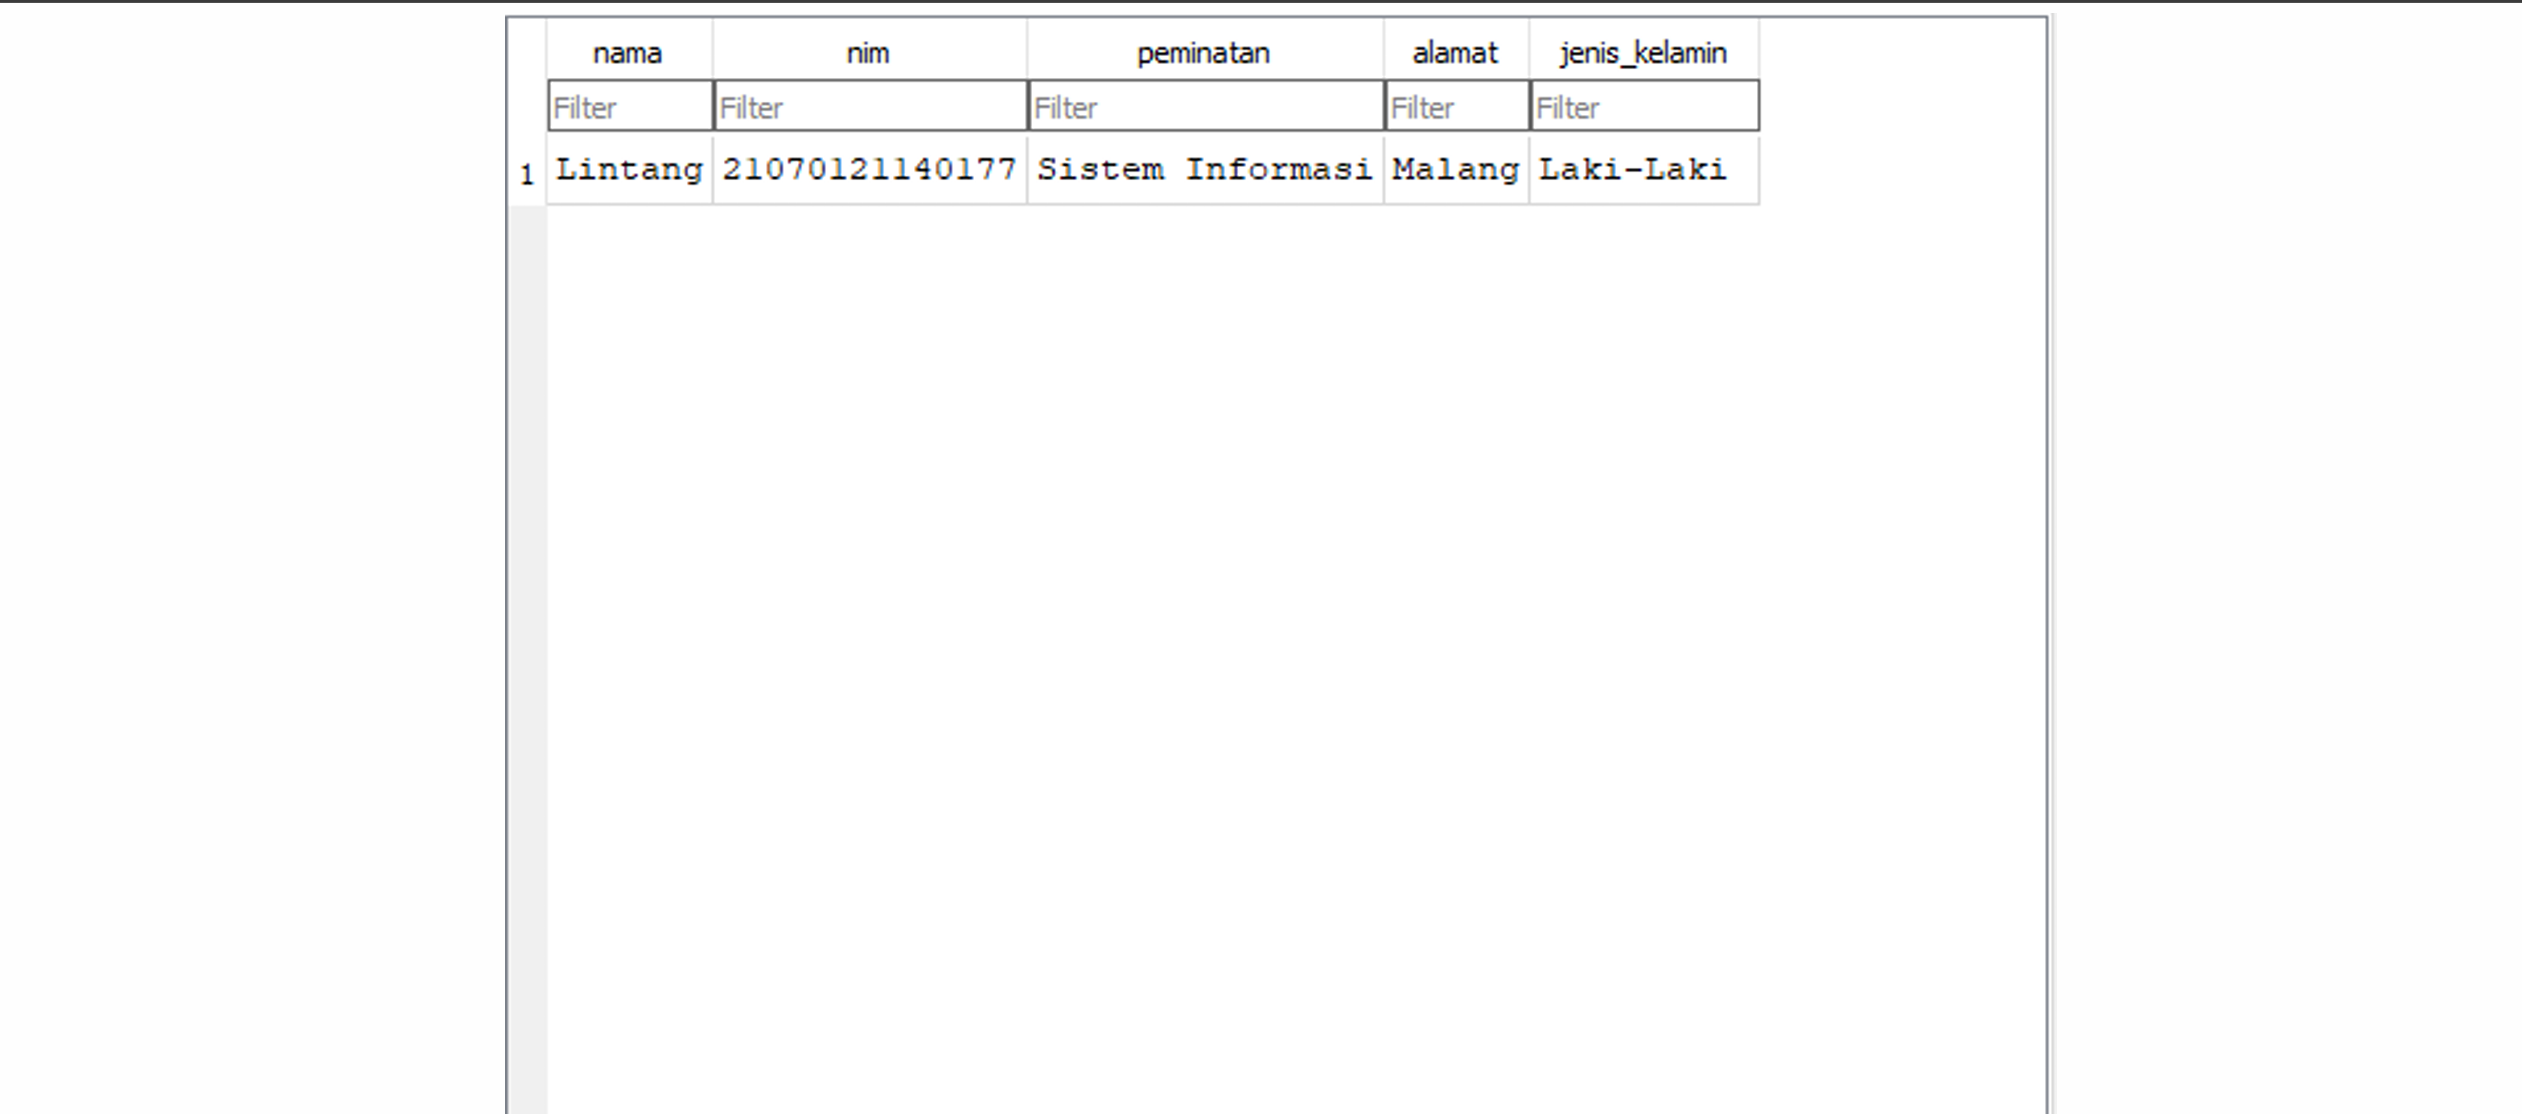 nama nim peminatan alamat jenis_kelamin
Filter Filter Filter Filter Filter
1 Lintang 21070121140177 Sistem Informasi Malang Laki-Laki